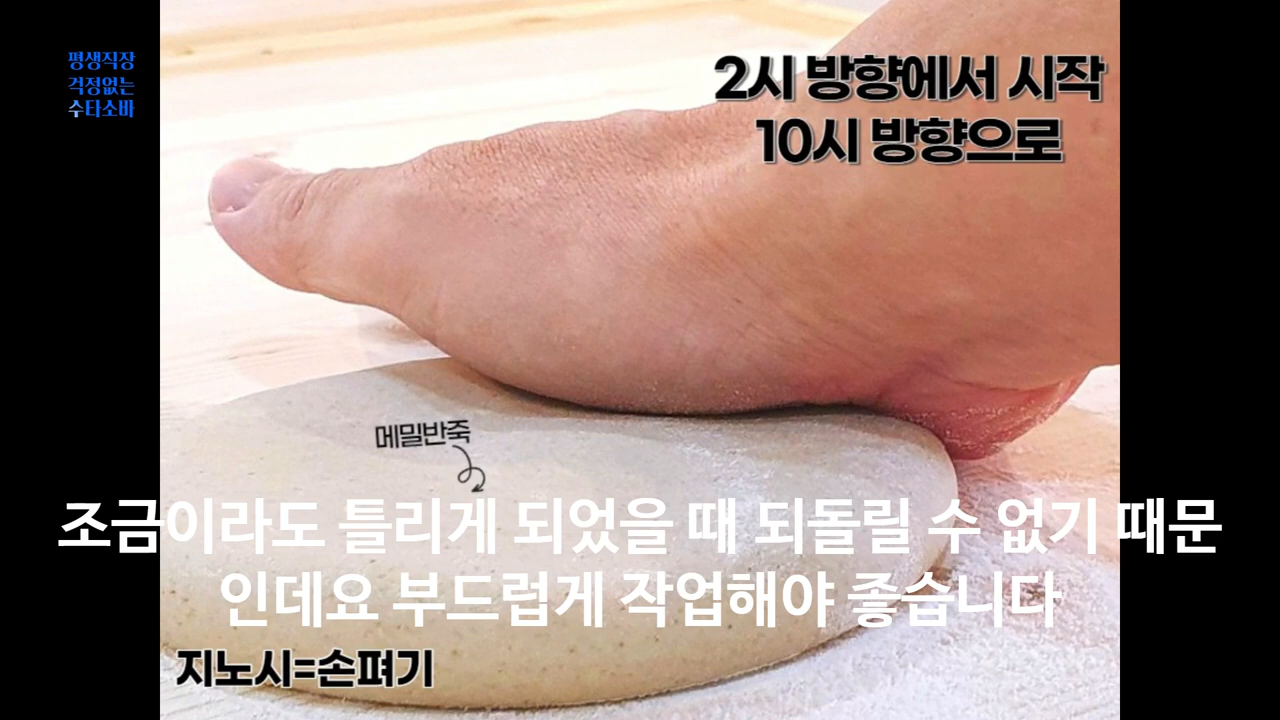 평생직장
걱정없는
수타소바
2시 방향에서 시작
10시 방향으로
메밀반죽
조금이라도 틀리게 되었을 때 되돌릴 수 없기 때문
인데요 부드럽게 작업해야 좋습니다
지노시=손펴기